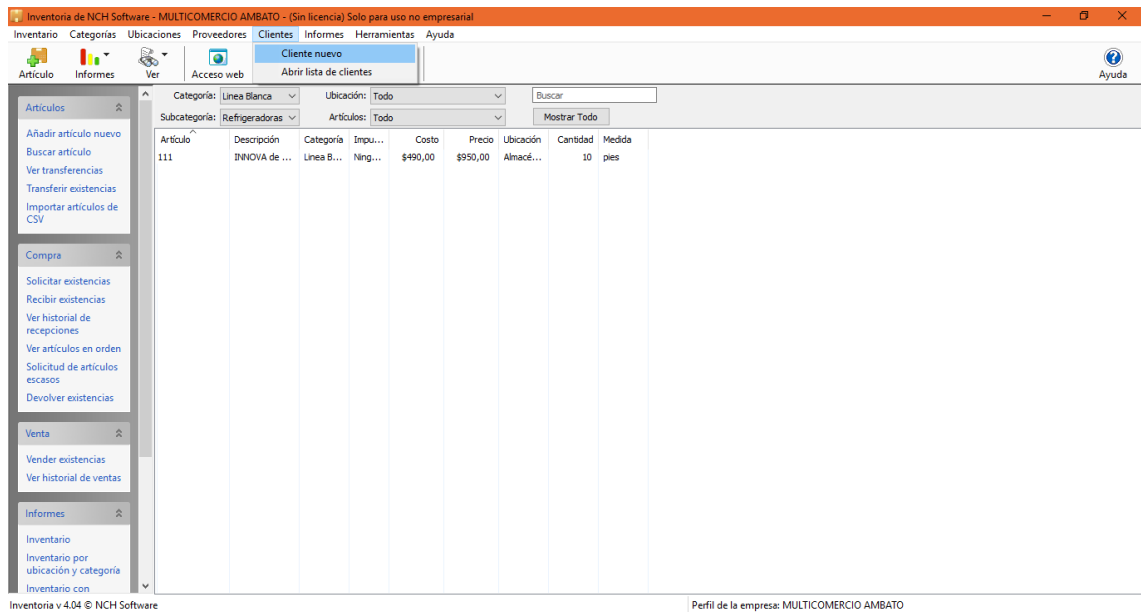 Inventoria de NCH Software - MULTICOMERCIO AMBATO - (Sin licencia) Solo para uso no empresarial
Inventario Categorías Ubicaciones Proveedores Clientes Informes Herramientas Ayuda
Cliente nuevo
Abrir lista de clientes
Artículo Informes Ver Acceso web Ayuda
Categoría: Linea Blanca Ubicación: Todo Buscar
Subcategoría: Refrigeradoras Artículos: Todo Mostrar Todo
Artículo Descripción Categoría Impu... Costo Precio Ubicación Cantidad Medida
111 INNOVA de ... Linea B... Ning... $490,00 $950,00 Almacé... 10 pies
Artículos
Añadir artículo nuevo
Buscar artículo
Ver transferencias
Transferir existencias
Importar artículos de
CSV
Compra
Solicitar existencias
Recibir existencias
Ver historial de
recepciones
Ver artículos en orden
Solicitud de artículos
escasos
Devolver existencias
Venta
Vender existencias
Ver historial de ventas
Informes
Inventario
Inventario por
ubicación y categoría
Inventario con
Inventoria v 4.04 © NCH Software Perfil de la empresa: MULTICOMERCIO AMBATO